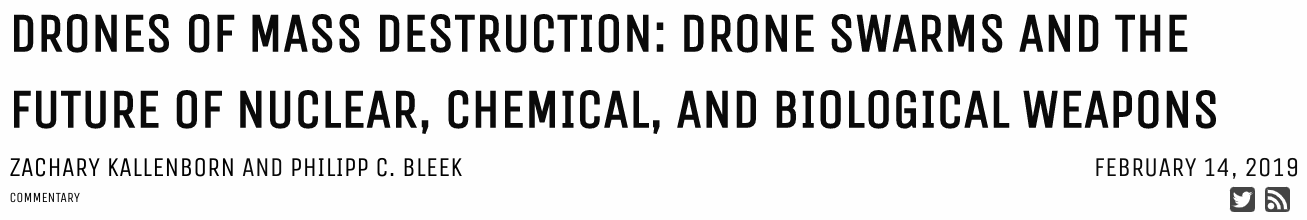 DRONES OF MASS DESTRUCTION: DRONE SWARMS AND THE
FUTURE OF NUCLEAR, CHEMICAL, AND BIOLOGICAL WEAPONS
ZACHARY KALLENBORN AND PHILIPP C. BLEEK
FEBRUARY 14, 2019
COMMENTARY